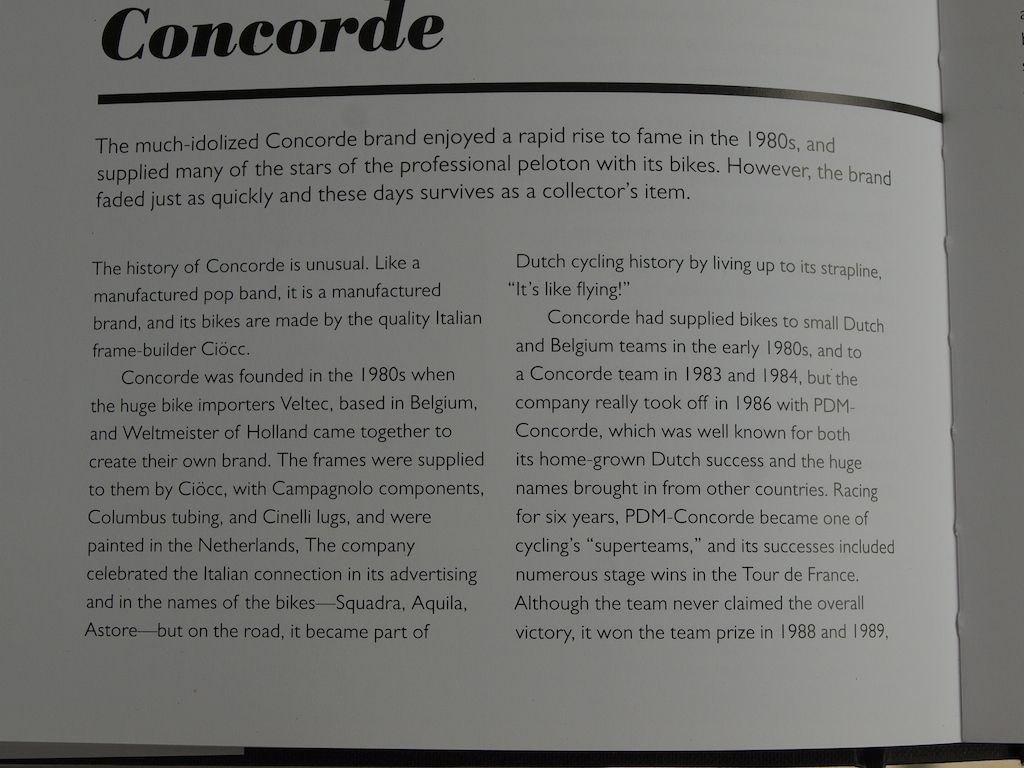 Concorde
The much-idolized Concorde brand enjoyed a rapid rise to fame in the 1980s, and
supplied many of the stars of the professional peloton with its bikes. However, the brand
faded just as quickly and these days survives as a collector's item.
The history of Concorde is unusual. Like a
manufactured pop band, it is a manufactured
brand, and its bikes are made by the quality Italian
frame-builder Ciöcc.
Concorde was founded in the 1980s when
the huge bike importers Veltec, based in Belgium,
and Weltmeister of Holland came together to
create their own brand. The frames were supplied
to them by Ciöcc, with Campagnolo components,
Columbus tubing, and Cinelli lugs, and were
painted in the Netherlands, The company
celebrated the Italian connection in its advertising
and in the names of the bikes—Squadra, Aquila,
Astore—but on the road, it became part of
Dutch cycling history by living up to its strapline,
“It's like flying!”
Concorde had supplied bikes to small Dutch
and Belgium teams in the early 1980s, and to
a Concorde team in 1983 and 1984, but the
company really took off in 1986 with PDM-
Concorde, which was well known for both
its home-grown Dutch success and the huge
names brought in from other countries. Racing
for six years, PDM-Concorde became one of
cycling's “superteams,” and its successes included
numerous stage wins in the Tour de France.
Although the team never claimed the overall
victory, it won the team prize in 1988 and 1989,